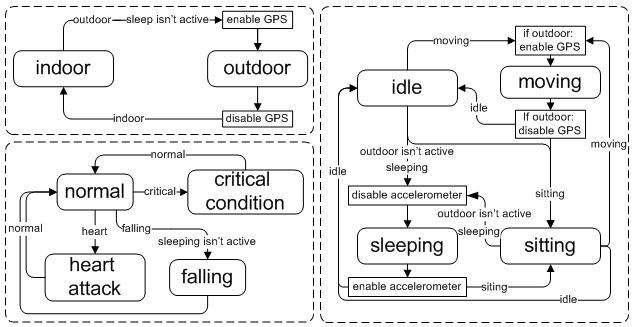 outdoor
sleep isn't active
enable GPS
indoor
outdoor
indoor
disable GPS
normal
normal
critical
critical
condition
normal
heart
falling
sleeping isn't active
heart
attack
falling
moving
if outdoor:
enable GPS
idle
moving
idle
If outdoor:
disable GPS
moving
outdoor isn't active
sleeping
idle
disable accelerometer
sitting
outdoor isn't active
sleeping
sleeping
sitting
enable accelerometer
siting
idle